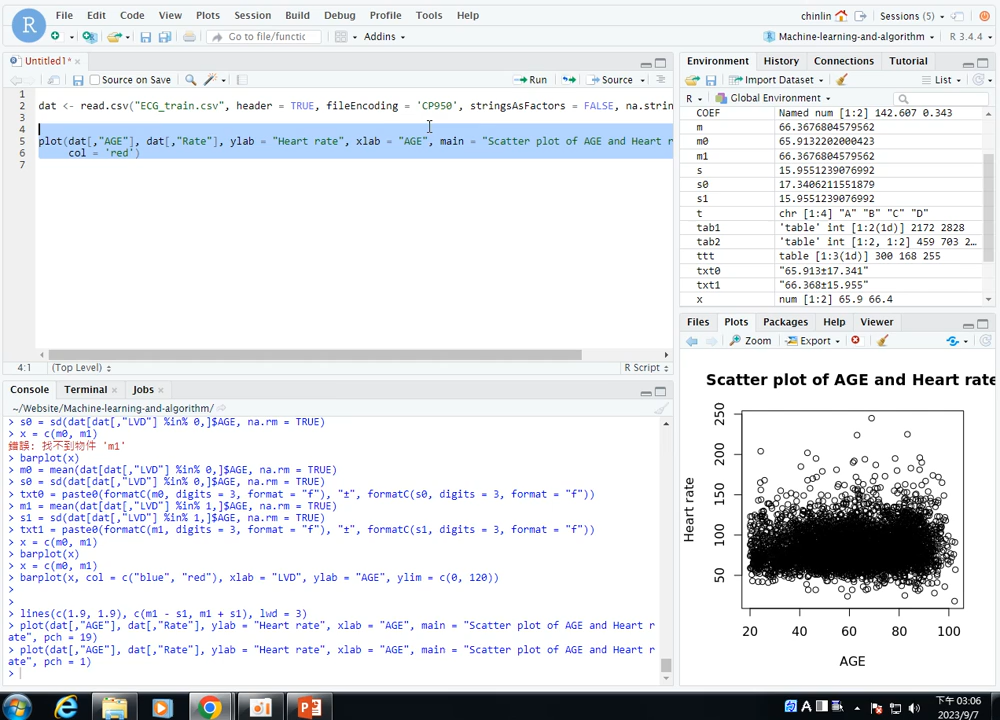 File Edit Code View Plots Session Build Debug Profile Tools Help
chinlin
Sessions (5)
Go to file/functic
Addins
Machine-learning-and-algorithm
R 3.4.4
Untitled1*
Source on Save
Run
Source
1
2 dat <- read.csv("ECG_train.csv", header = TRUE, fileEncoding = 'CP950', stringsAsFactors = FALSE, na.strin
3
4
5 plot(dat[,"AGE"], dat[,"Rate"], ylab = "Heart rate", xlab = "AGE", main = "Scatter plot of AGE and Heart r
6 col = 'red')
7
4:1 (Top Level) R Script
Console Terminal Jobs
~/Website/Machine-learning-and-algorithm/
> s0 = sd(dat[dat[,"LVD"] %in% 0,]$AGE, na.rm = TRUE)
> x = c(m0, m1)
錯誤: 找不到物件 'm1'
> barplot(x)
> m0 = mean(dat[dat[,"LVD"] %in% 0,]$AGE, na.rm = TRUE)
> s0 = sd(dat[dat[,"LVD"] %in% 0,]$AGE, na.rm = TRUE)
> txt0 = paste0(formatC(m0, digits = 3, format = "f"), "±", formatC(s0, digits = 3, format = "f"))
> m1 = mean(dat[dat[,"LVD"] %in% 1,]$AGE, na.rm = TRUE)
> s1 = sd(dat[dat[,"LVD"] %in% 1,]$AGE, na.rm = TRUE)
> txt1 = paste0(formatC(m1, digits = 3, format = "f"), "±", formatC(s1, digits = 3, format = "f"))
> x = c(m0, m1)
> barplot(x)
> x = c(m0, m1)
> barplot(x, col = c("blue", "red"), xlab = "LVD", ylab = "AGE", ylim = c(0, 120))
>
>
> lines(c(1.9, 1.9), c(m1 - s1, m1 + s1), lwd = 3)
> plot(dat[,"AGE"], dat[,"Rate"], ylab = "Heart rate", xlab = "AGE", main = "Scatter plot of AGE and Heart r
ate", pch = 19)
> plot(dat[,"AGE"], dat[,"Rate"], ylab = "Heart rate", xlab = "AGE", main = "Scatter plot of AGE and Heart r
ate", pch = 1)
>
Environment History Connections Tutorial
Import Dataset
List
R
Global Environment
COEF Named num [1:2] 142.607 0.343
m 66.3676804579562
m0 65.9132202000423
m1 66.3676804579562
s 15.9551239076992
s0 17.3406211551879
s1 15.9551239076992
t chr [1:4] "A" "B" "C" "D"
tab1 'table' int [1:2(1d)] 2172 2828
tab2 'table' int [1:2, 1:2] 459 703 2…
ttt table [1:3(1d)] 300 168 255
txt0 "65.913±17.341"
txt1 "66.368±15.955"
x num [1:2] 65.9 66.4
Files Plots Packages Help Viewer
Zoom Export
Scatter plot of AGE and Heart rate
Heart rate
250
200
150
100
50
20 40 60 80 100
AGE
下午 03:06
2023/9/7